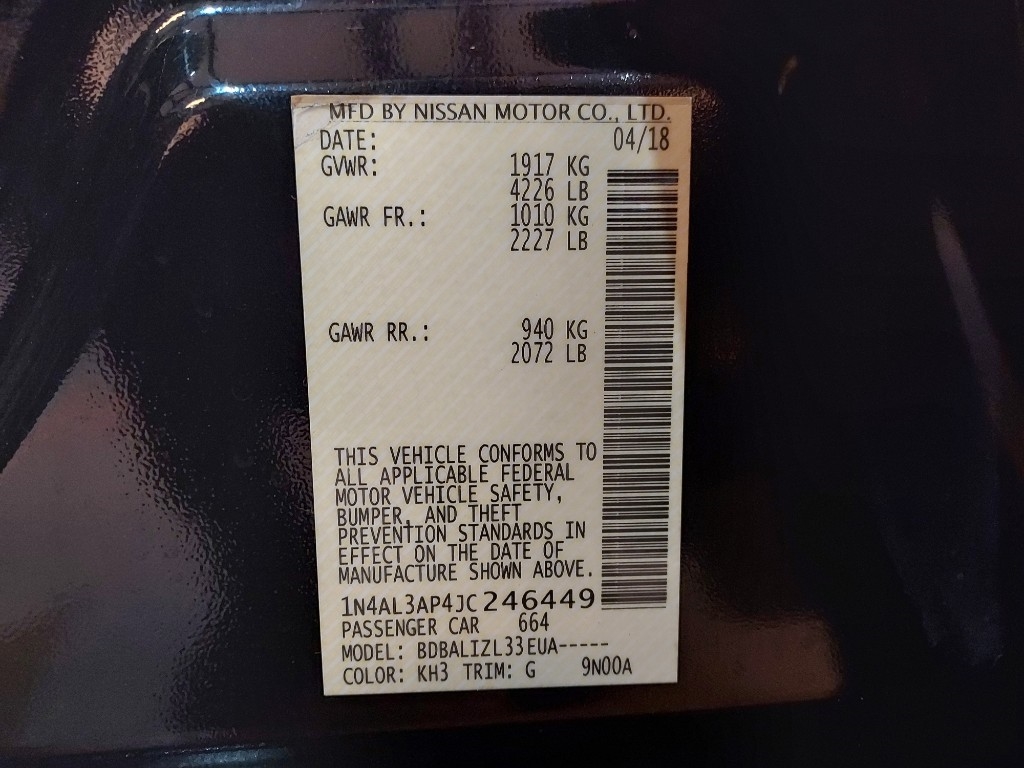 MFD BY NISSAN MOTOR CO., LTD.
DATE: 04/18
GVWR: 1917 KG
4226 LB
GAWR FR.: 1010 KG
2227 LB
GAWR RR.: 940 KG
2072 LB
THIS VEHICLE CONFORMS TO
ALL APPLICABLE FEDERAL
MOTOR VEHICLE SAFETY,
BUMPER, AND THEFT
PREVENTION STANDARDS IN
EFFECT ON THE DATE OF
MANUFACTURE SHOWN ABOVE.
1N4AL3AP4JC246449
PASSENGER CAR 664
MODEL: BDBALIZL33EUA-----
COLOR: KH3 TRIM: G 9N00A